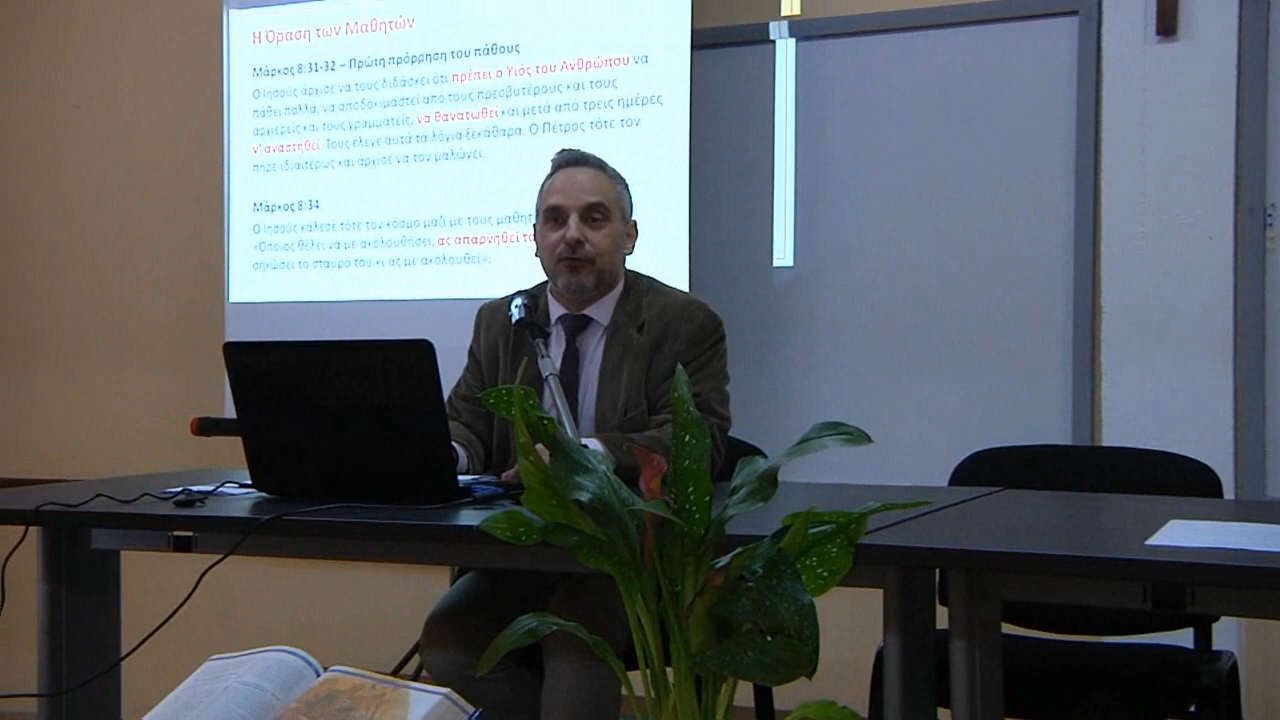 Η Όραση των Μαθητών
Μάρκος 8:31-32 – Πρώτη πρόρρηση του πάθους
Ο Ιησούς άρχισε να τους διδάσκει ότι πρέπει ο Υιός του Ανθρώπου να
πάθει πολλά, να αποδοκιμαστεί από τους πρεσβυτέρους και τους
αρχιερείς και τους γραμματείς, να θανατωθεί και μετά από τρεις ημέρες
ν' αναστηθεί. Τους έλεγε αυτά τα λόγια ξεκάθαρα. Ο Πέτρος τότε τον
πήρε ιδιαιτέρως και άρχισε να τον μαλώνει.
Μάρκος 8:34
Ο Ιησούς κάλεσε τότε τον κόσμο μαζί με τους μαθητ
«Όποιος θέλει να με ακολουθήσει, ας απαρνηθεί το
σηκώσει το σταυρό του κι ας με ακολουθεί».